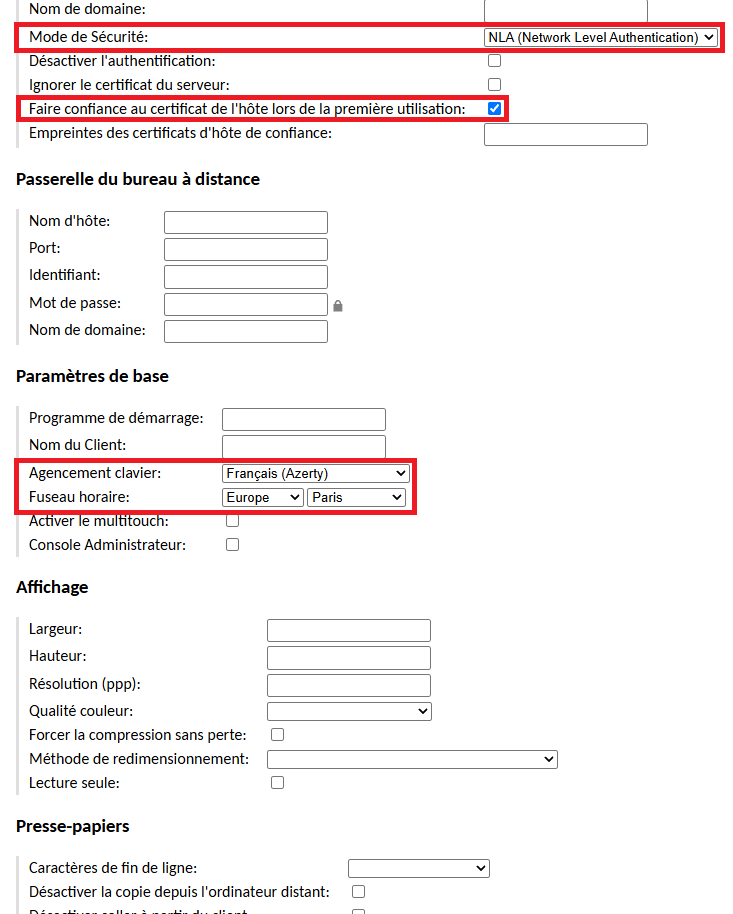 Nom de domaine:
Mode de Sécurité: NLA (Network Level Authentication)
Désactiver l'authentification:
Ignorer le certificat du serveur:
Faire confiance au certificat de l'hôte lors de la première utilisation:
Empreintes des certificats d'hôte de confiance:
Passerelle du bureau à distance
Nom d'hôte:
Port:
Identifiant:
Mot de passe:
Nom de domaine:
Paramètres de base
Programme de démarrage:
Nom du Client:
Agencement clavier: Français (Azerty)
Fuseau horaire: Europe Paris
Activer le multitouch:
Console Administrateur:
Affichage
Largeur:
Hauteur:
Résolution (ppp):
Qualité couleur:
Forcer la compression sans perte:
Méthode de redimensionnement:
Lecture seule:
Presse-papiers
Caractères de fin de ligne:
Désactiver la copie depuis l'ordinateur distant: